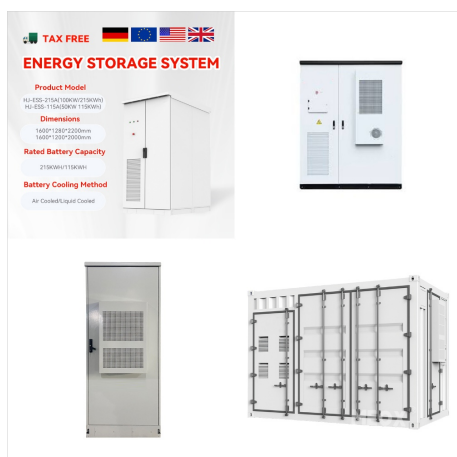 TAX FREE
ENERGY STORAGE SYSTEM
Product Model
HJ-ESS-215A(100KW/215KWh)
HJ-ESS-115A(50KW 115KWh)
Dimensions
1600*1280*2200mm
1600*1200*2000mm
Rated Battery Capacity
215KWH/115KWH
Battery Cooling Method
Air Cooled/Liquid Cooled